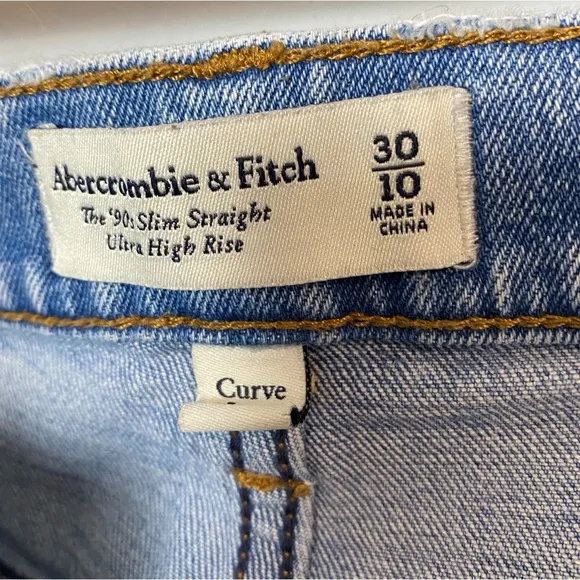 Abercrombie & Fitch
The '90s Slim Straight
Ultra High Rise
30
10
MADE IN
CHINA
Curve